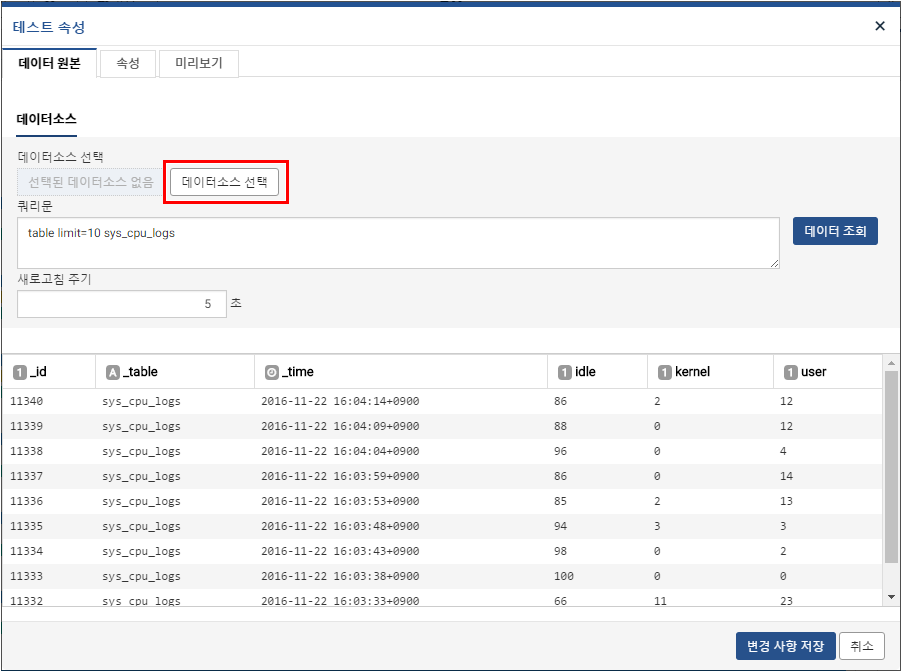 테스트 속성
데이터 원본 속성 미리보기
데이터소스
데이터소스 선택
선택된 데이터소스 없음 데이터소스 선택
쿼리문
table limit=10 sys_cpu_logs 데이터 조회
새로고침 주기
5 초
1 _id A _table _time 1 idle 1 kernel 1 user
11340 sys_cpu_logs 2016-11-22 16:04:14+0900 86 2 12
11339 sys_cpu_logs 2016-11-22 16:04:09+0900 88 0 12
11338 sys_cpu_logs 2016-11-22 16:04:04+0900 96 0 4
11337 sys_cpu_logs 2016-11-22 16:03:59+0900 86 0 14
11336 sys_cpu_logs 2016-11-22 16:03:53+0900 85 2 13
11335 sys_cpu_logs 2016-11-22 16:03:48+0900 94 3 3
11334 sys_cpu_logs 2016-11-22 16:03:43+0900 98 0 2
11333 sys_cpu_logs 2016-11-22 16:03:38+0900 100 0 0
11332 sys_cpu_logs 2016-11-22 16:03:33+0900 66 11 23
변경 사항 저장 취소